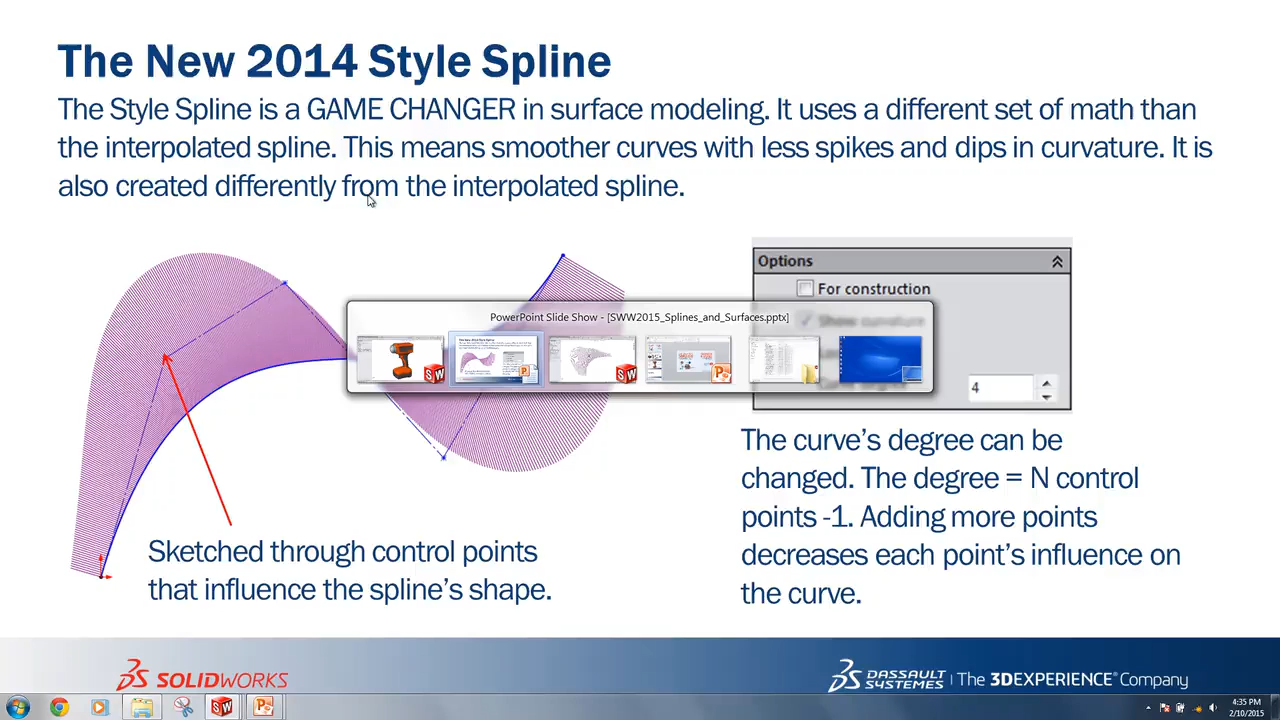 The New 2014 Style Spline
The Style Spline is a GAME CHANGER in surface modeling. It uses a different set of math than
the interpolated spline. This means smoother curves with less spikes and dips in curvature. It is
also created differently from the interpolated spline.
Options
For construction
PowerPoint Slide Show - [SWW2015_Splines_and_Surfaces.pptx]
Show curvature
4
The curve's degree can be
changed. The degree = N control
points -1. Adding more points
decreases each point's influence on
the curve.
Sketched through control points
that influence the spline's shape.
SOLIDWORKS
DASSAULT
SYSTEMES
The 3DEXPERIENCE® Company
4:35 PM
2/10/2015